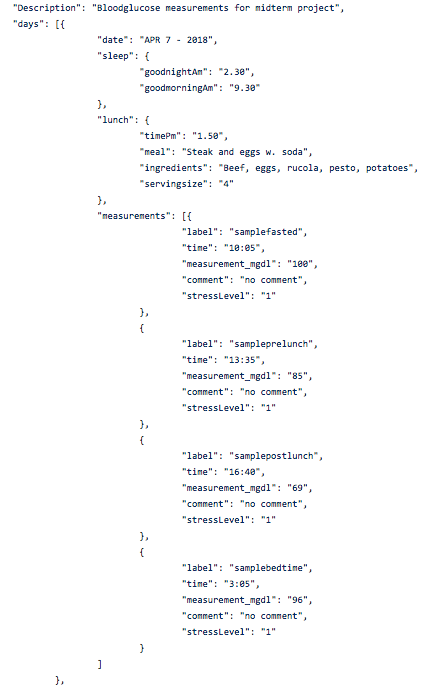 "Description": "Bloodglucose measurements for midterm project",
"days": [{
"date": "APR 7 - 2018",
"sleep": {
"goodnightAm": "2.30",
"goodmorningAm": "9.30"
},
"lunch": {
"timePm": "1.50",
"meal": "Steak and eggs w. soda",
"ingredients": "Beef, eggs, rucola, pesto, potatoes",
"servingsize": "4"
},
"measurements": [{
"label": "samplefasted",
"time": "10:05",
"measurement_mgdl": "100",
"comment": "no comment",
"stressLevel": "1"
},
{
"label": "sampleprelunch",
"time": "13:35",
"measurement_mgdl": "85",
"comment": "no comment",
"stressLevel": "1"
},
{
"label": "samplepostlunch",
"time": "16:40",
"measurement_mgdl": "69",
"comment": "no comment",
"stressLevel": "1"
},
{
"label": "samplebedtime",
"time": "3:05",
"measurement_mgdl": "96",
"comment": "no comment",
"stressLevel": "1"
}
]
},